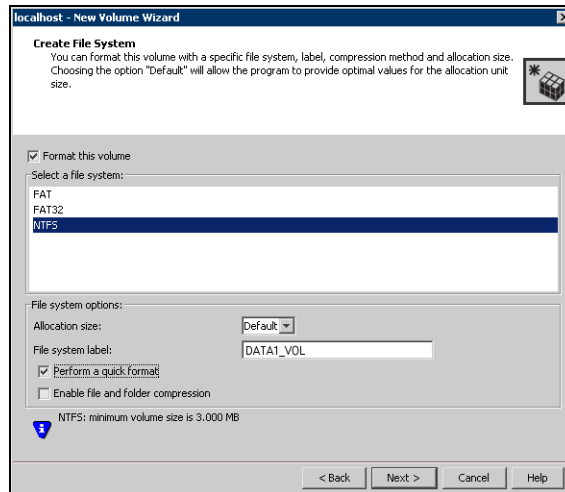 localhost - New Volume Wizard
Create File System
You can format this volume with a specific file system, label, compression method and allocation size.
Choosing the option "Default" will allow the program to provide optimal values for the allocation unit
size.
Format this volume
Select a file system:
FAT
FAT32
NTFS
File system options:
Allocation size:
Default
File system label:
DATA1_VOL
Perform a quick format
Enable file and folder compression
NTFS: minimum volume size is 3.000 MB
< Back
Next >
Cancel
Help